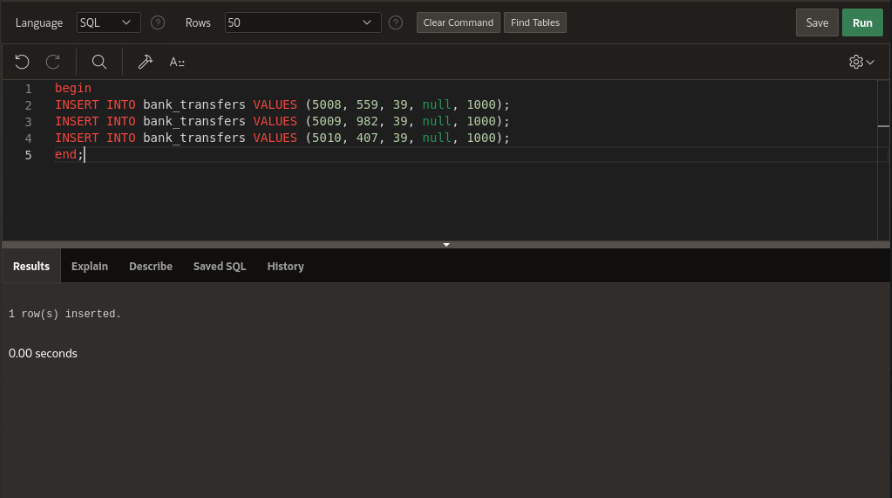 Language SQL ? Rows 50 ? Clear Command Find Tables Save Run
A
1 begin
2 INSERT INTO bank_transfers VALUES (5008, 559, 39, null, 1000);
3 INSERT INTO bank_transfers VALUES (5009, 982, 39, null, 1000);
4 INSERT INTO bank_transfers VALUES (5010, 407, 39, null, 1000);
5 end;
Results Explain Describe Saved SQL History
1 row(s) inserted.
0.00 seconds